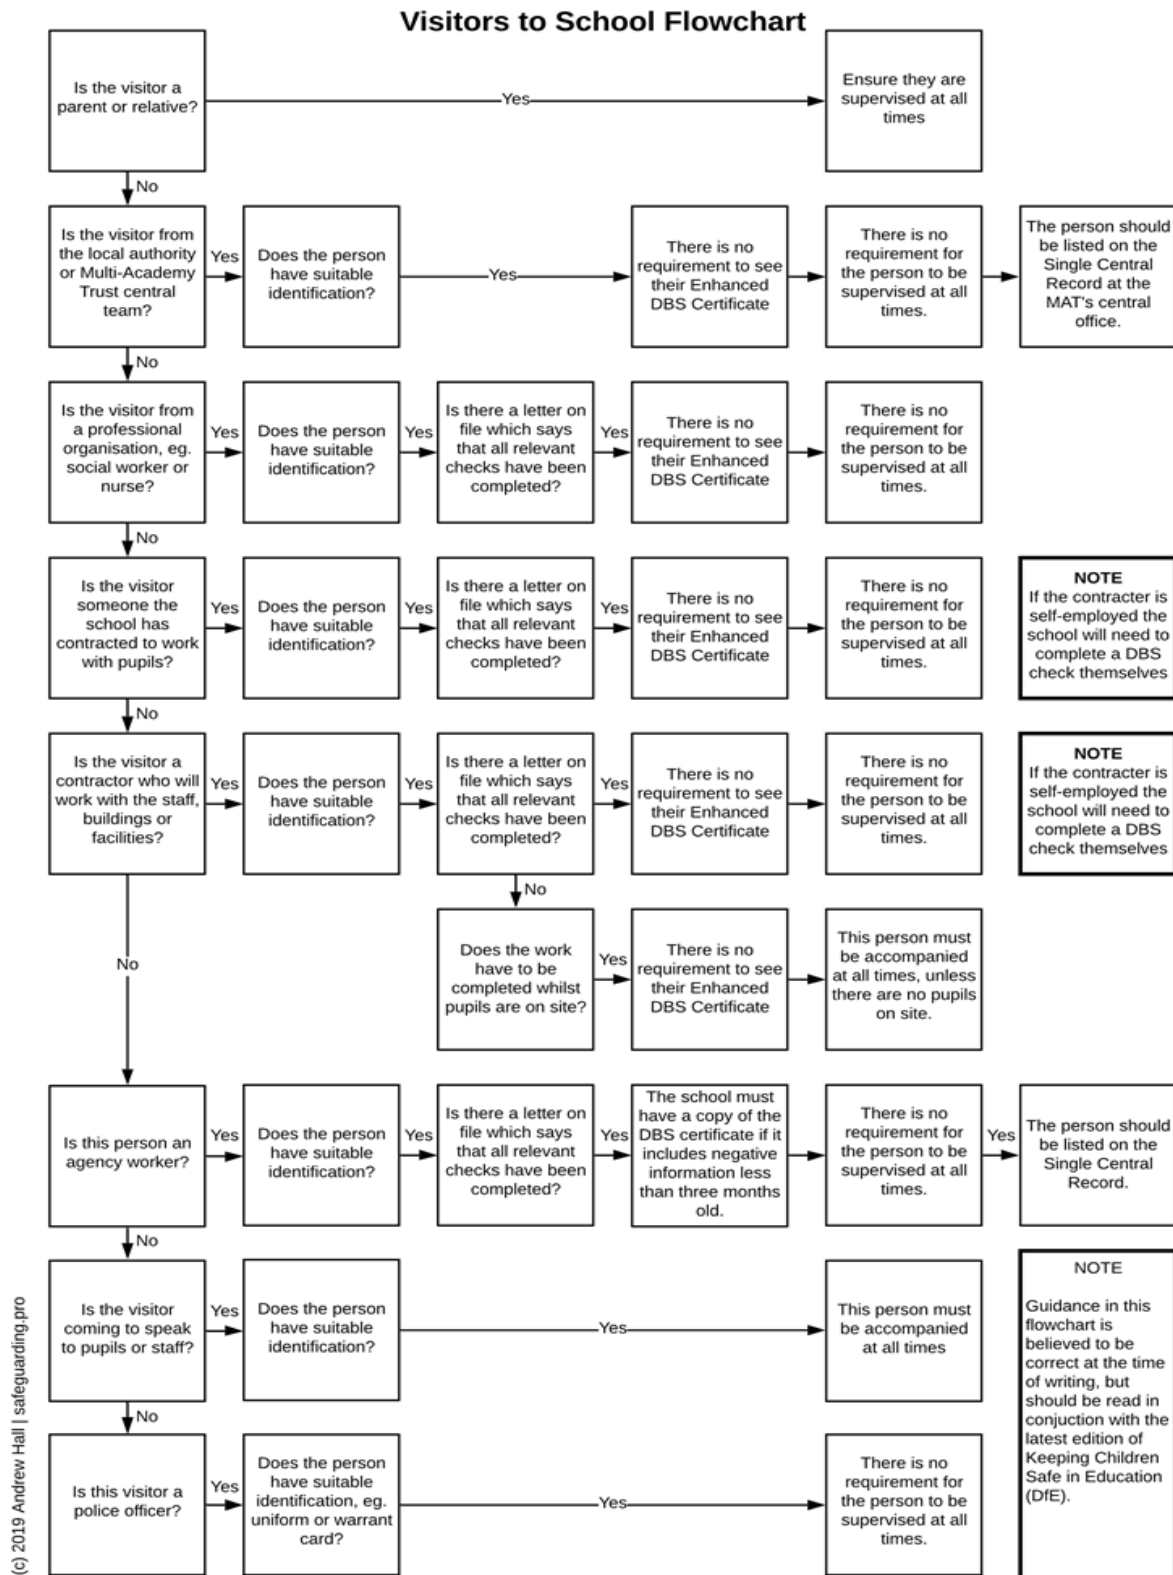 Visitors to School Flowchart
Is the visitor a
parent or relative?
Yes
Ensure they are
supervised at all
times
No
Is the visitor from
the local authority
or Multi-Academy
Trust central
team?
Yes
Does the person
have suitable
identification?
Yes
There is no
requirement to see
their Enhanced
DBS Certificate
There is no
requirement for
the person to be
supervised at all
times.
The person should
be listed on the
Single Central
Record at the
MAT's central
office.
No
Is the visitor from
a professional
organisation, eg.
social worker or
nurse?
Yes
Does the person
have suitable
identification?
Yes
Is there a letter on
file which says
that all relevant
checks have been
completed?
Yes
There is no
requirement to see
their Enhanced
DBS Certificate
There is no
requirement for
the person to be
supervised at all
times.
No
Is the visitor
someone the
school has
contracted to work
with pupils?
Yes
Does the person
have suitable
identification?
Yes
Is there a letter on
file which says
that all relevant
checks have been
completed?
Yes
There is no
requirement to see
their Enhanced
DBS Certificate
There is no
requirement for
the person to be
supervised at all
times.
NOTE
If the contracter is
self-employed the
school will need to
complete a DBS
check themselves
No
Is the visitor a
contractor who will
work with the staff,
buildings or
facilities?
Yes
Does the person
have suitable
identification?
Yes
Is there a letter on
file which says
that all relevant
checks have been
completed?
Yes
There is no
requirement to see
their Enhanced
DBS Certificate
There is no
requirement for
the person to be
supervised at all
times.
NOTE
If the contracter is
self-employed the
school will need to
complete a DBS
check themselves
No
No
Does the work
have to be
completed whilst
pupils are on site?
Yes
There is no
requirement to see
their Enhanced
DBS Certificate
This person must
be accompanied
at all times, unless
there are no pupils
on site.
Is this person an
agency worker?
Yes
Does the person
have suitable
identification?
Yes
Is there a letter on
file which says
that all relevant
checks have been
completed?
Yes
The school must
have a copy of the
DBS certificate if it
includes negative
information less
than three months
old.
There is no
requirement for
the person to be
supervised at all
times.
Yes
The person should
be listed on the
Single Central
Record.
No
Is the visitor
coming to speak
to pupils or staff?
Yes
Does the person
have suitable
identification?
Yes
This person must
be accompanied
at all times
NOTE
Guidance in this
flowchart is
believed to be
correct at the time
of writing, but
should be read in
conjuction with the
latest edition of
Keeping Children
Safe in Education
(DfE).
No
Is this visitor a
police officer?
Yes
Does the person
have suitable
identification, eg.
uniform or warrant
card?
Yes
There is no
requirement for
the person to be
supervised at all
times.
(c) 2019 Andrew Hall | safeguarding.pro